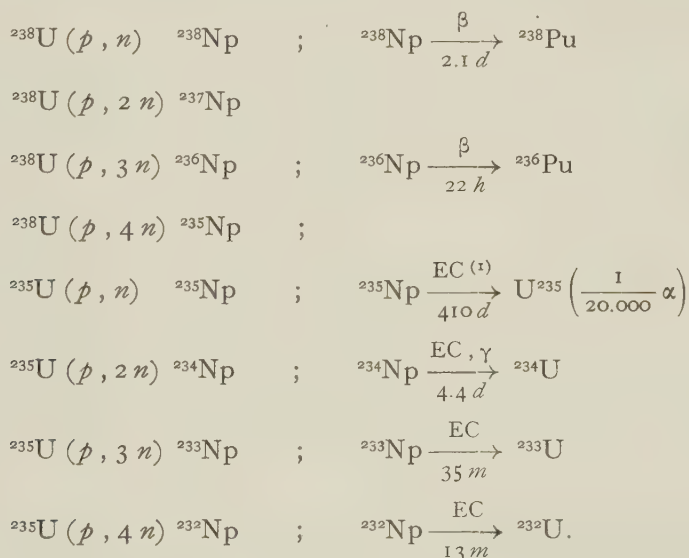 ²³⁸U (p, n) ²³⁸Np ; ²³⁸Np —β/2.1 d→ ²³⁸Pu
²³⁸U (p, 2 n) ²³⁷Np
²³⁸U (p, 3 n) ²³⁶Np ; ²³⁶Np —β/22 h→ ²³⁶Pu
²³⁸U (p, 4 n) ²³⁵Np ;
²³⁵U (p, n) ²³⁵Np ; ²³⁵Np —EC ⁽¹⁾/410 d→ U²³⁵ (1/20.000 α)
²³⁵U (p, 2 n) ²³⁴Np ; ²³⁴Np —EC, γ/4.4 d→ ²³⁴U
²³⁵U (p, 3 n) ²³³Np ; ²³³Np —EC/35 m→ ²³³U
²³⁵U (p, 4 n) ²³²Np ; ²³²Np —EC/13 m→ ²³²U.